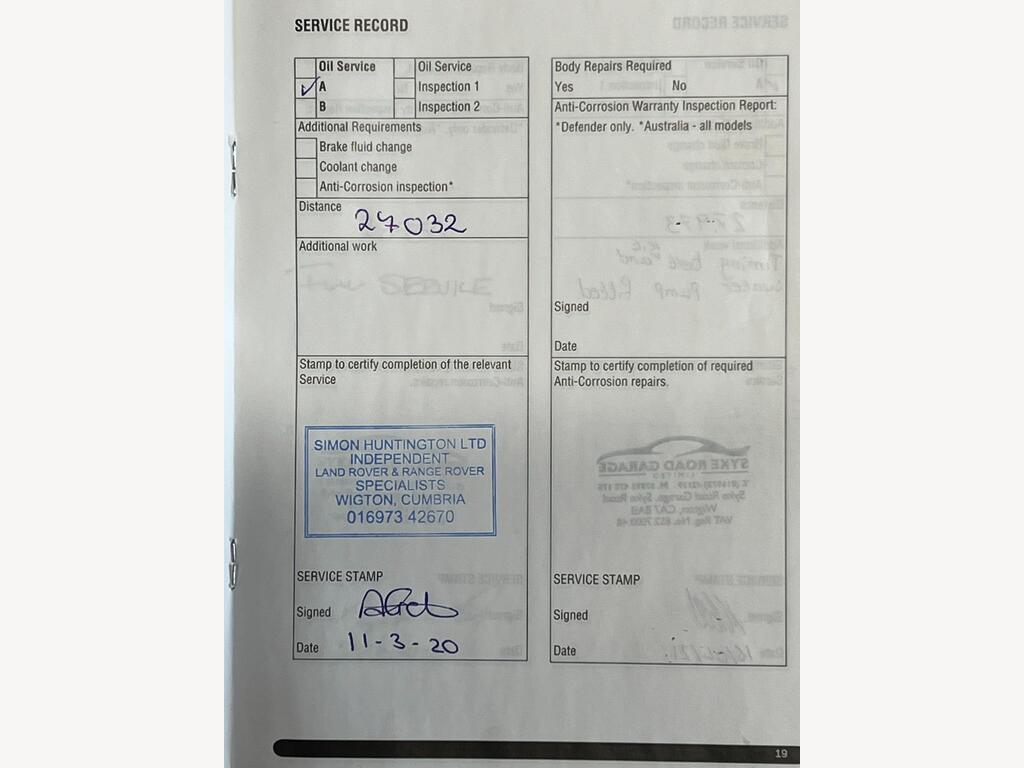 SERVICE RECORD
Oil Service
Oil Service
A
Inspection 1
B
Inspection 2
Additional Requirements
Brake fluid change
Coolant change
Anti-Corrosion inspection*
Distance
27032
Additional work
SERVICE
Stamp to certify completion of the relevant
Service
SIMON HUNTINGTON LTD
INDEPENDENT
LAND ROVER & RANGE ROVER
SPECIALISTS
WIGTON, CUMBRIA
016973 42670
SERVICE STAMP
Signed
Date 11-3-20
Body Repairs Required
Yes No
Anti-Corrosion Warranty Inspection Report:
*Defender only. *Australia - all models
Signed
Date
Stamp to certify completion of required
Anti-Corrosion repairs.
SERVICE STAMP
Signed
Date
19